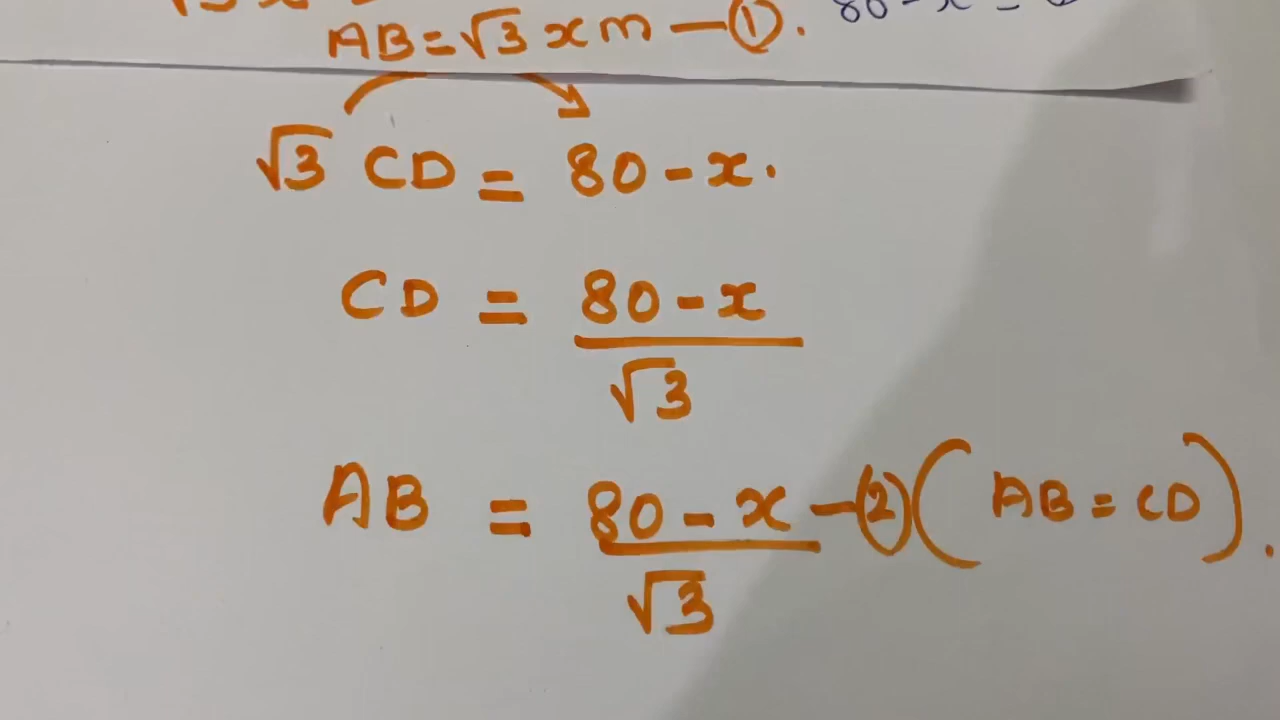 AB = √3 x m — ①.
√3 CD = 80 - x.
CD = 80 - x / √3
AB = 80 - x / √3 — ② (AB = CD).